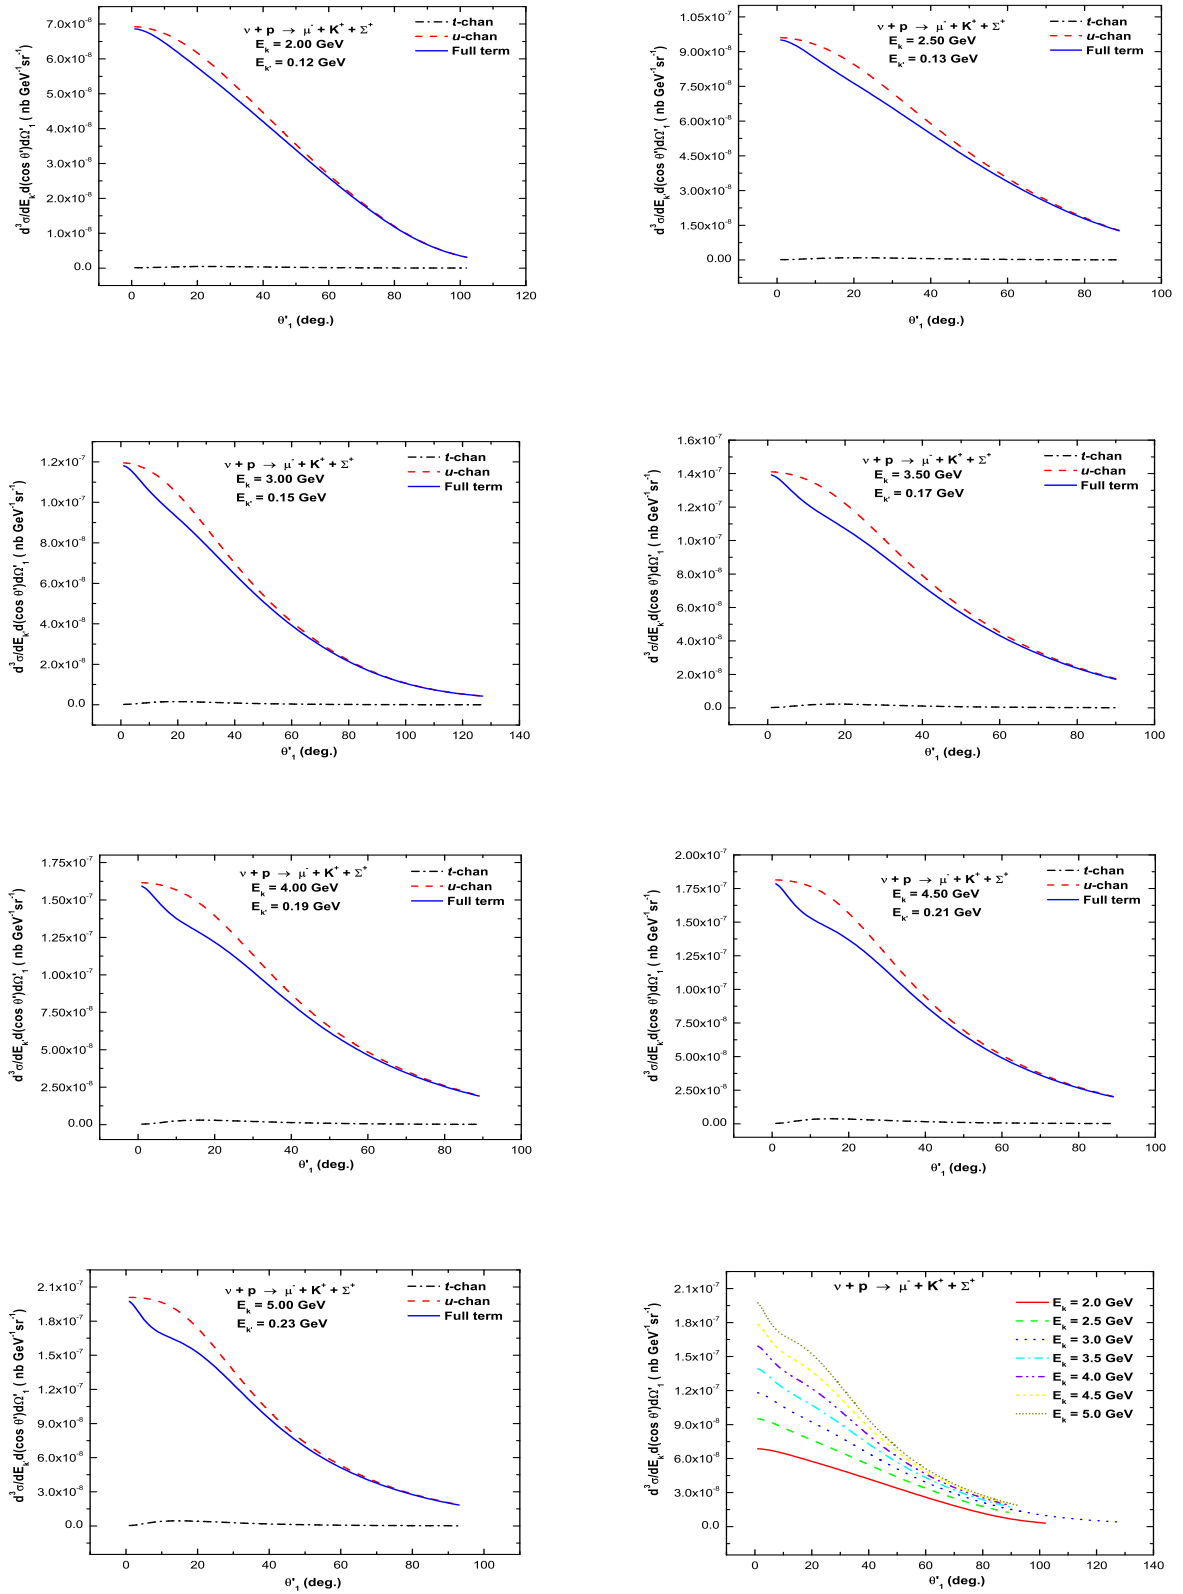 ν + p → μ⁻ + K⁺ + Σ⁺
E_k = 2.00 GeV
E_k' = 0.12 GeV
t-chan
u-chan
Full term
d³σ/dE_k'd(cos θ')dΩ'₁ ( nb GeV⁻¹sr⁻¹)
7.0x10⁻⁸
6.0x10⁻⁸
5.0x10⁻⁸
4.0x10⁻⁸
3.0x10⁻⁸
2.0x10⁻⁸
1.0x10⁻⁸
0.0
0 20 40 60 80 100 120
θ'₁ (deg.)
ν + p → μ⁻ + K⁺ + Σ⁺
E_k = 2.50 GeV
E_k' = 0.13 GeV
t-chan
u-chan
Full term
d³σ/dE_k'd(cos θ')dΩ'₁ ( nb GeV⁻¹sr⁻¹)
1.05x10⁻⁷
9.00x10⁻⁸
7.50x10⁻⁸
6.00x10⁻⁸
4.50x10⁻⁸
3.00x10⁻⁸
1.50x10⁻⁸
0.00
0 20 40 60 80 100
θ'₁ (deg.)
ν + p → μ⁻ + K⁺ + Σ⁺
E_k = 3.00 GeV
E_k' = 0.15 GeV
t-chan
u-chan
Full term
d³σ/dE_k'd(cos θ')dΩ'₁ ( nb GeV⁻¹sr⁻¹)
1.2x10⁻⁷
1.0x10⁻⁷
8.0x10⁻⁸
6.0x10⁻⁸
4.0x10⁻⁸
2.0x10⁻⁸
0.0
0 20 40 60 80 100 120 140
θ'₁ (deg.)
ν + p → μ⁻ + K⁺ + Σ⁺
E_k = 3.50 GeV
E_k' = 0.17 GeV
t-chan
u-chan
Full term
d³σ/dE_k'd(cos θ')dΩ'₁ ( nb GeV⁻¹sr⁻¹)
1.6x10⁻⁷
1.4x10⁻⁷
1.2x10⁻⁷
1.0x10⁻⁷
8.0x10⁻⁸
6.0x10⁻⁸
4.0x10⁻⁸
2.0x10⁻⁸
0.0
0 20 40 60 80 100
θ'₁ (deg.)
ν + p → μ⁻ + K⁺ + Σ⁺
E_k = 4.00 GeV
E_k' = 0.19 GeV
t-chan
u-chan
Full term
d³σ/dE_k'd(cos θ')dΩ'₁ ( nb GeV⁻¹sr⁻¹)
1.75x10⁻⁷
1.50x10⁻⁷
1.25x10⁻⁷
1.00x10⁻⁷
7.50x10⁻⁸
5.00x10⁻⁸
2.50x10⁻⁸
0.00
0 20 40 60 80 100
θ'₁ (deg.)
ν + p → μ⁻ + K⁺ + Σ⁺
E_k = 4.50 GeV
E_k' = 0.21 GeV
t-chan
u-chan
Full term
d³σ/dE_k'd(cos θ')dΩ'₁ ( nb GeV⁻¹sr⁻¹)
2.00x10⁻⁷
1.75x10⁻⁷
1.50x10⁻⁷
1.25x10⁻⁷
1.00x10⁻⁷
7.50x10⁻⁸
5.00x10⁻⁸
2.50x10⁻⁸
0.00
0 20 40 60 80 100
θ'₁ (deg.)
ν + p → μ⁻ + K⁺ + Σ⁺
E_k = 5.00 GeV
E_k' = 0.23 GeV
t-chan
u-chan
Full term
d³σ/dE_k'd(cos θ')dΩ'₁ ( nb GeV⁻¹sr⁻¹)
2.1x10⁻⁷
1.8x10⁻⁷
1.5x10⁻⁷
1.2x10⁻⁷
9.0x10⁻⁸
6.0x10⁻⁸
3.0x10⁻⁸
0.0
0 20 40 60 80 100
θ'₁ (deg.)
ν + p → μ⁻ + K⁺ + Σ⁺
E_k = 2.0 GeV
E_k = 2.5 GeV
E_k = 3.0 GeV
E_k = 3.5 GeV
E_k = 4.0 GeV
E_k = 4.5 GeV
E_k = 5.0 GeV
d³σ/dE_k'd(cos θ')dΩ'₁ ( nb GeV⁻¹sr⁻¹)
2.1x10⁻⁷
1.8x10⁻⁷
1.5x10⁻⁷
1.2x10⁻⁷
9.0x10⁻⁸
6.0x10⁻⁸
3.0x10⁻⁸
0.0
0 20 40 60 80 100 120 140
θ'₁ (deg.)